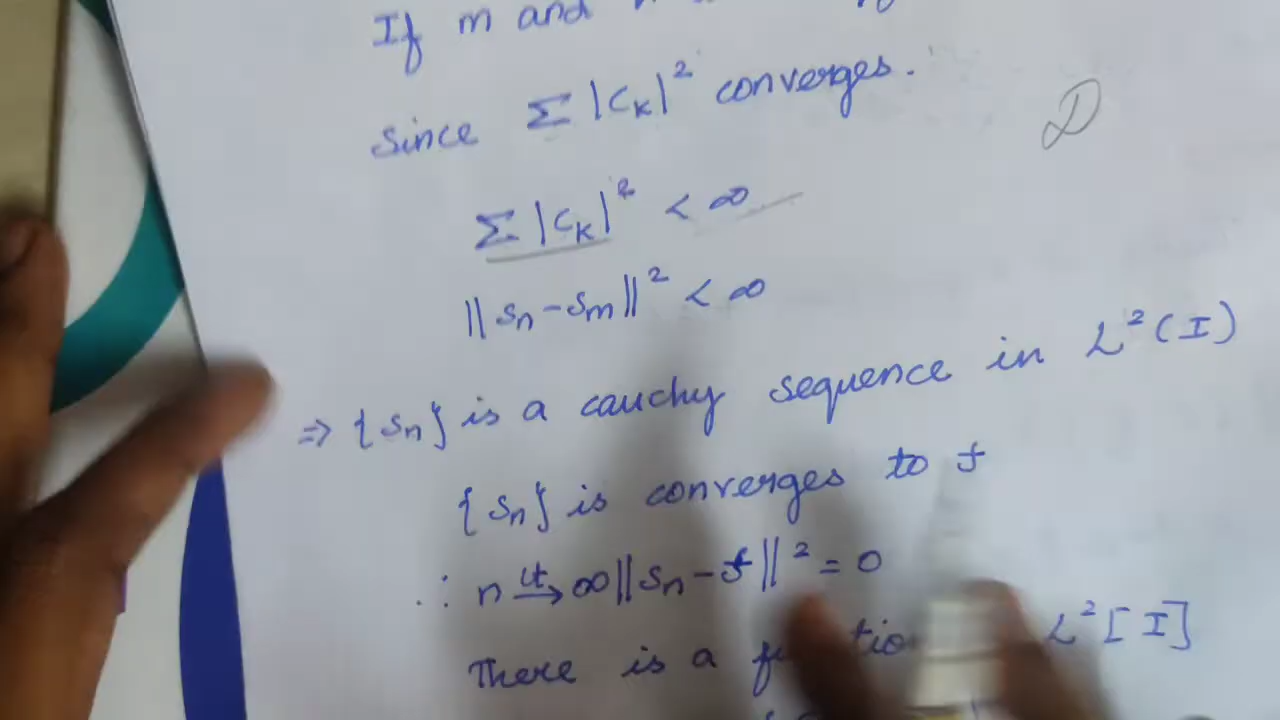 If m and
since Σ |cₖ|² converges.
D
Σ |cₖ|² < ∞
||sₙ - sₘ||² < ∞
⇒ {sₙ} is a cauchy sequence in L²(I)
{sₙ} is converges to f
∴ n lt→ ∞ ||sₙ - f||² = 0
There is a L²[I]